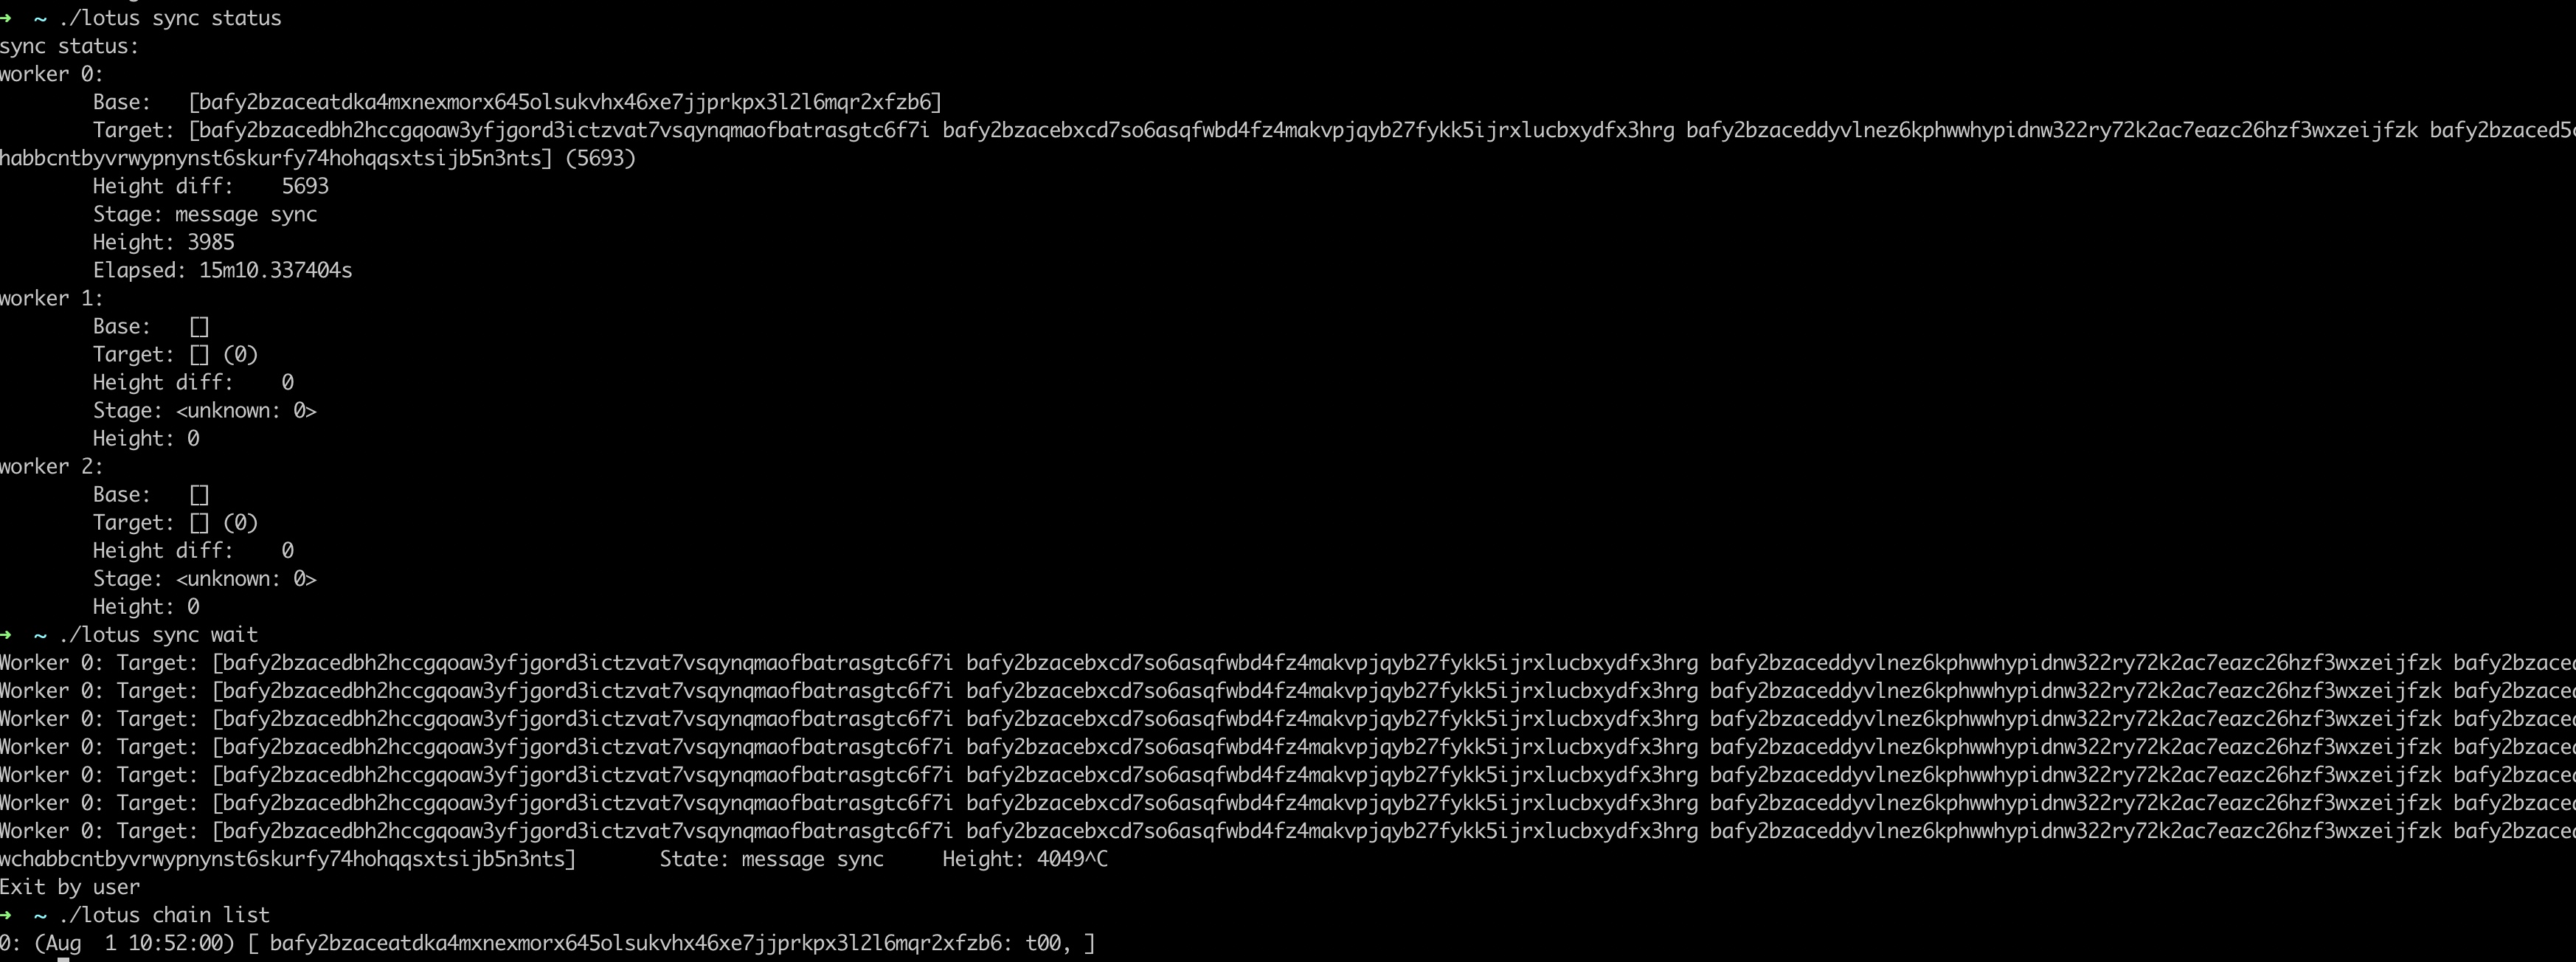 ➜  ~ ./lotus sync status
sync status:
worker 0:
        Base:   [bafy2bzaceatdka4mxnexmorx645olsukvhx46xe7jjprkpx3l2l6mqr2xfzb6]
        Target: [bafy2bzacedbh2hccgqoaw3yfjgord3ictzvat7vsqynqmaofbatrasgtc6f7i bafy2bzacebxcd7so6asqfwbd4fz4makvpjqyb27fykk5ijrxlucbxydfx3hrg bafy2bzaceddyvlnez6kphwwhypidnw322ry72k2ac7eazc26hzf3wxzeijfzk bafy2bzaced5
habbcntbyvrwypnynst6skurfy74hohqqsxtsijb5n3nts] (5693)
        Height diff:    5693
        Stage: message sync
        Height: 3985
        Elapsed: 15m10.337404s
worker 1:
        Base:   []
        Target: [] (0)
        Height diff:    0
        Stage: <unknown: 0>
        Height: 0
worker 2:
        Base:   []
        Target: [] (0)
        Height diff:    0
        Stage: <unknown: 0>
        Height: 0
➜  ~ ./lotus sync wait
Worker 0: Target: [bafy2bzacedbh2hccgqoaw3yfjgord3ictzvat7vsqynqmaofbatrasgtc6f7i bafy2bzacebxcd7so6asqfwbd4fz4makvpjqyb27fykk5ijrxlucbxydfx3hrg bafy2bzaceddyvlnez6kphwwhypidnw322ry72k2ac7eazc26hzf3wxzeijfzk bafy2bzace
Worker 0: Target: [bafy2bzacedbh2hccgqoaw3yfjgord3ictzvat7vsqynqmaofbatrasgtc6f7i bafy2bzacebxcd7so6asqfwbd4fz4makvpjqyb27fykk5ijrxlucbxydfx3hrg bafy2bzaceddyvlnez6kphwwhypidnw322ry72k2ac7eazc26hzf3wxzeijfzk bafy2bzace
Worker 0: Target: [bafy2bzacedbh2hccgqoaw3yfjgord3ictzvat7vsqynqmaofbatrasgtc6f7i bafy2bzacebxcd7so6asqfwbd4fz4makvpjqyb27fykk5ijrxlucbxydfx3hrg bafy2bzaceddyvlnez6kphwwhypidnw322ry72k2ac7eazc26hzf3wxzeijfzk bafy2bzace
Worker 0: Target: [bafy2bzacedbh2hccgqoaw3yfjgord3ictzvat7vsqynqmaofbatrasgtc6f7i bafy2bzacebxcd7so6asqfwbd4fz4makvpjqyb27fykk5ijrxlucbxydfx3hrg bafy2bzaceddyvlnez6kphwwhypidnw322ry72k2ac7eazc26hzf3wxzeijfzk bafy2bzace
Worker 0: Target: [bafy2bzacedbh2hccgqoaw3yfjgord3ictzvat7vsqynqmaofbatrasgtc6f7i bafy2bzacebxcd7so6asqfwbd4fz4makvpjqyb27fykk5ijrxlucbxydfx3hrg bafy2bzaceddyvlnez6kphwwhypidnw322ry72k2ac7eazc26hzf3wxzeijfzk bafy2bzace
Worker 0: Target: [bafy2bzacedbh2hccgqoaw3yfjgord3ictzvat7vsqynqmaofbatrasgtc6f7i bafy2bzacebxcd7so6asqfwbd4fz4makvpjqyb27fykk5ijrxlucbxydfx3hrg bafy2bzaceddyvlnez6kphwwhypidnw322ry72k2ac7eazc26hzf3wxzeijfzk bafy2bzace
Worker 0: Target: [bafy2bzacedbh2hccgqoaw3yfjgord3ictzvat7vsqynqmaofbatrasgtc6f7i bafy2bzacebxcd7so6asqfwbd4fz4makvpjqyb27fykk5ijrxlucbxydfx3hrg bafy2bzaceddyvlnez6kphwwhypidnw322ry72k2ac7eazc26hzf3wxzeijfzk bafy2bzace
wchabbcntbyvrwypnynst6skurfy74hohqqsxtsijb5n3nts]       State: message sync     Height: 4049^C
Exit by user
➜  ~ ./lotus chain list
0: (Aug  1 10:52:00) [ bafy2bzaceatdka4mxnexmorx645olsukvhx46xe7jjprkpx3l2l6mqr2xfzb6: t00, ]